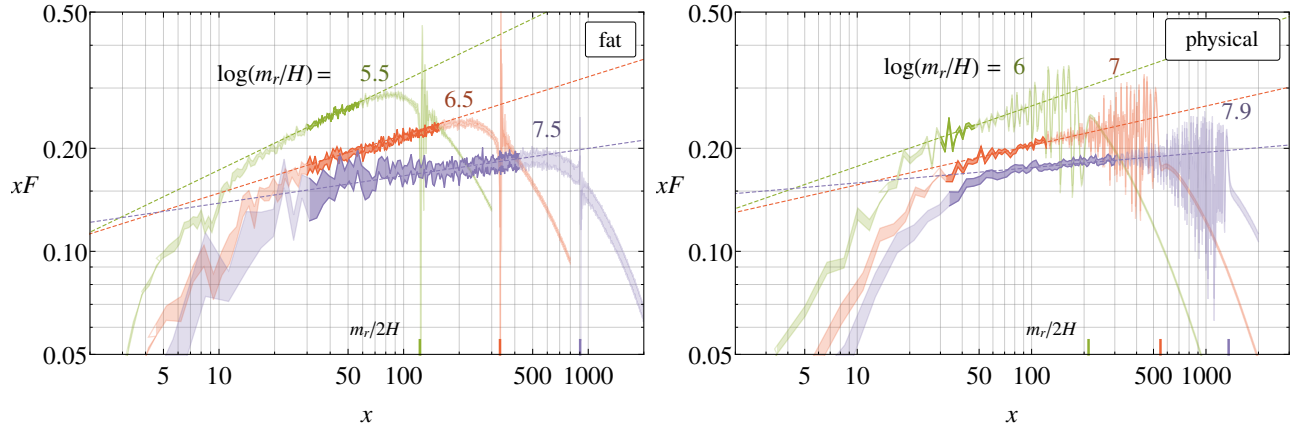 0.50
fat
log(m_r/H) = 5.5
6.5
7.5
0.20
xF
0.10
m_r/2H
0.05
5 10 50 100 500 1000
x
0.50
physical
log(m_r/H) = 6 7
7.9
0.20
xF
0.10
m_r/2H
0.05
5 10 50 100 500 1000
x